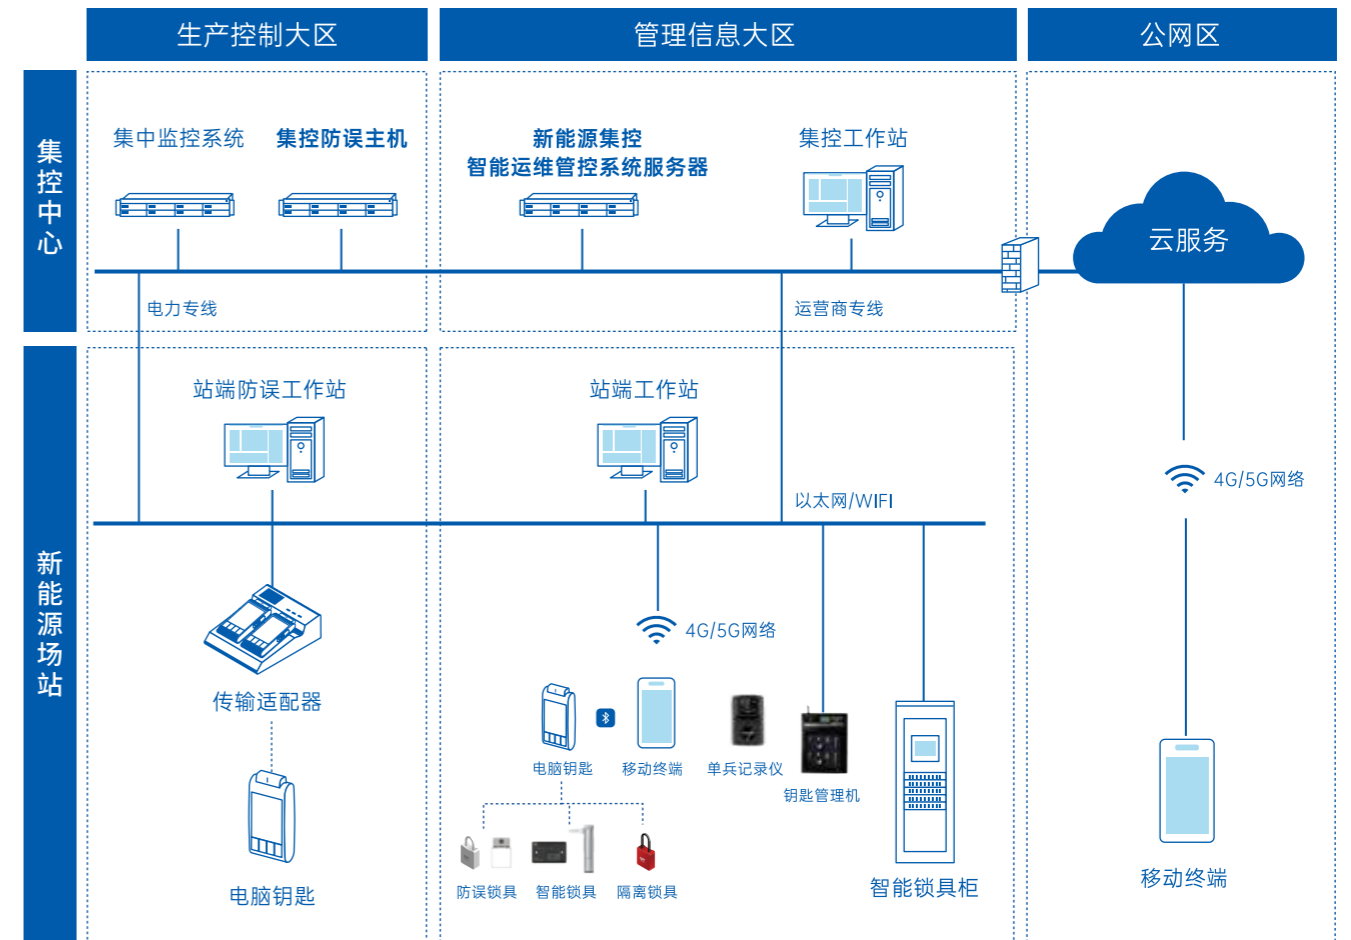 生产控制大区
管理信息大区
公网区
集控中心
集中监控系统
集控防误主机
新能源集控
智能运维管控系统服务器
集控工作站
云服务
电力专线
运营商专线
新能源场站
站端防误工作站
站端工作站
以太网/WIFI
4G/5G网络
4G/5G网络
传输适配器
电脑钥匙
移动终端
单兵记录仪
钥匙管理机
防误锁具
智能锁具
隔离锁具
智能锁具柜
移动终端
电脑钥匙